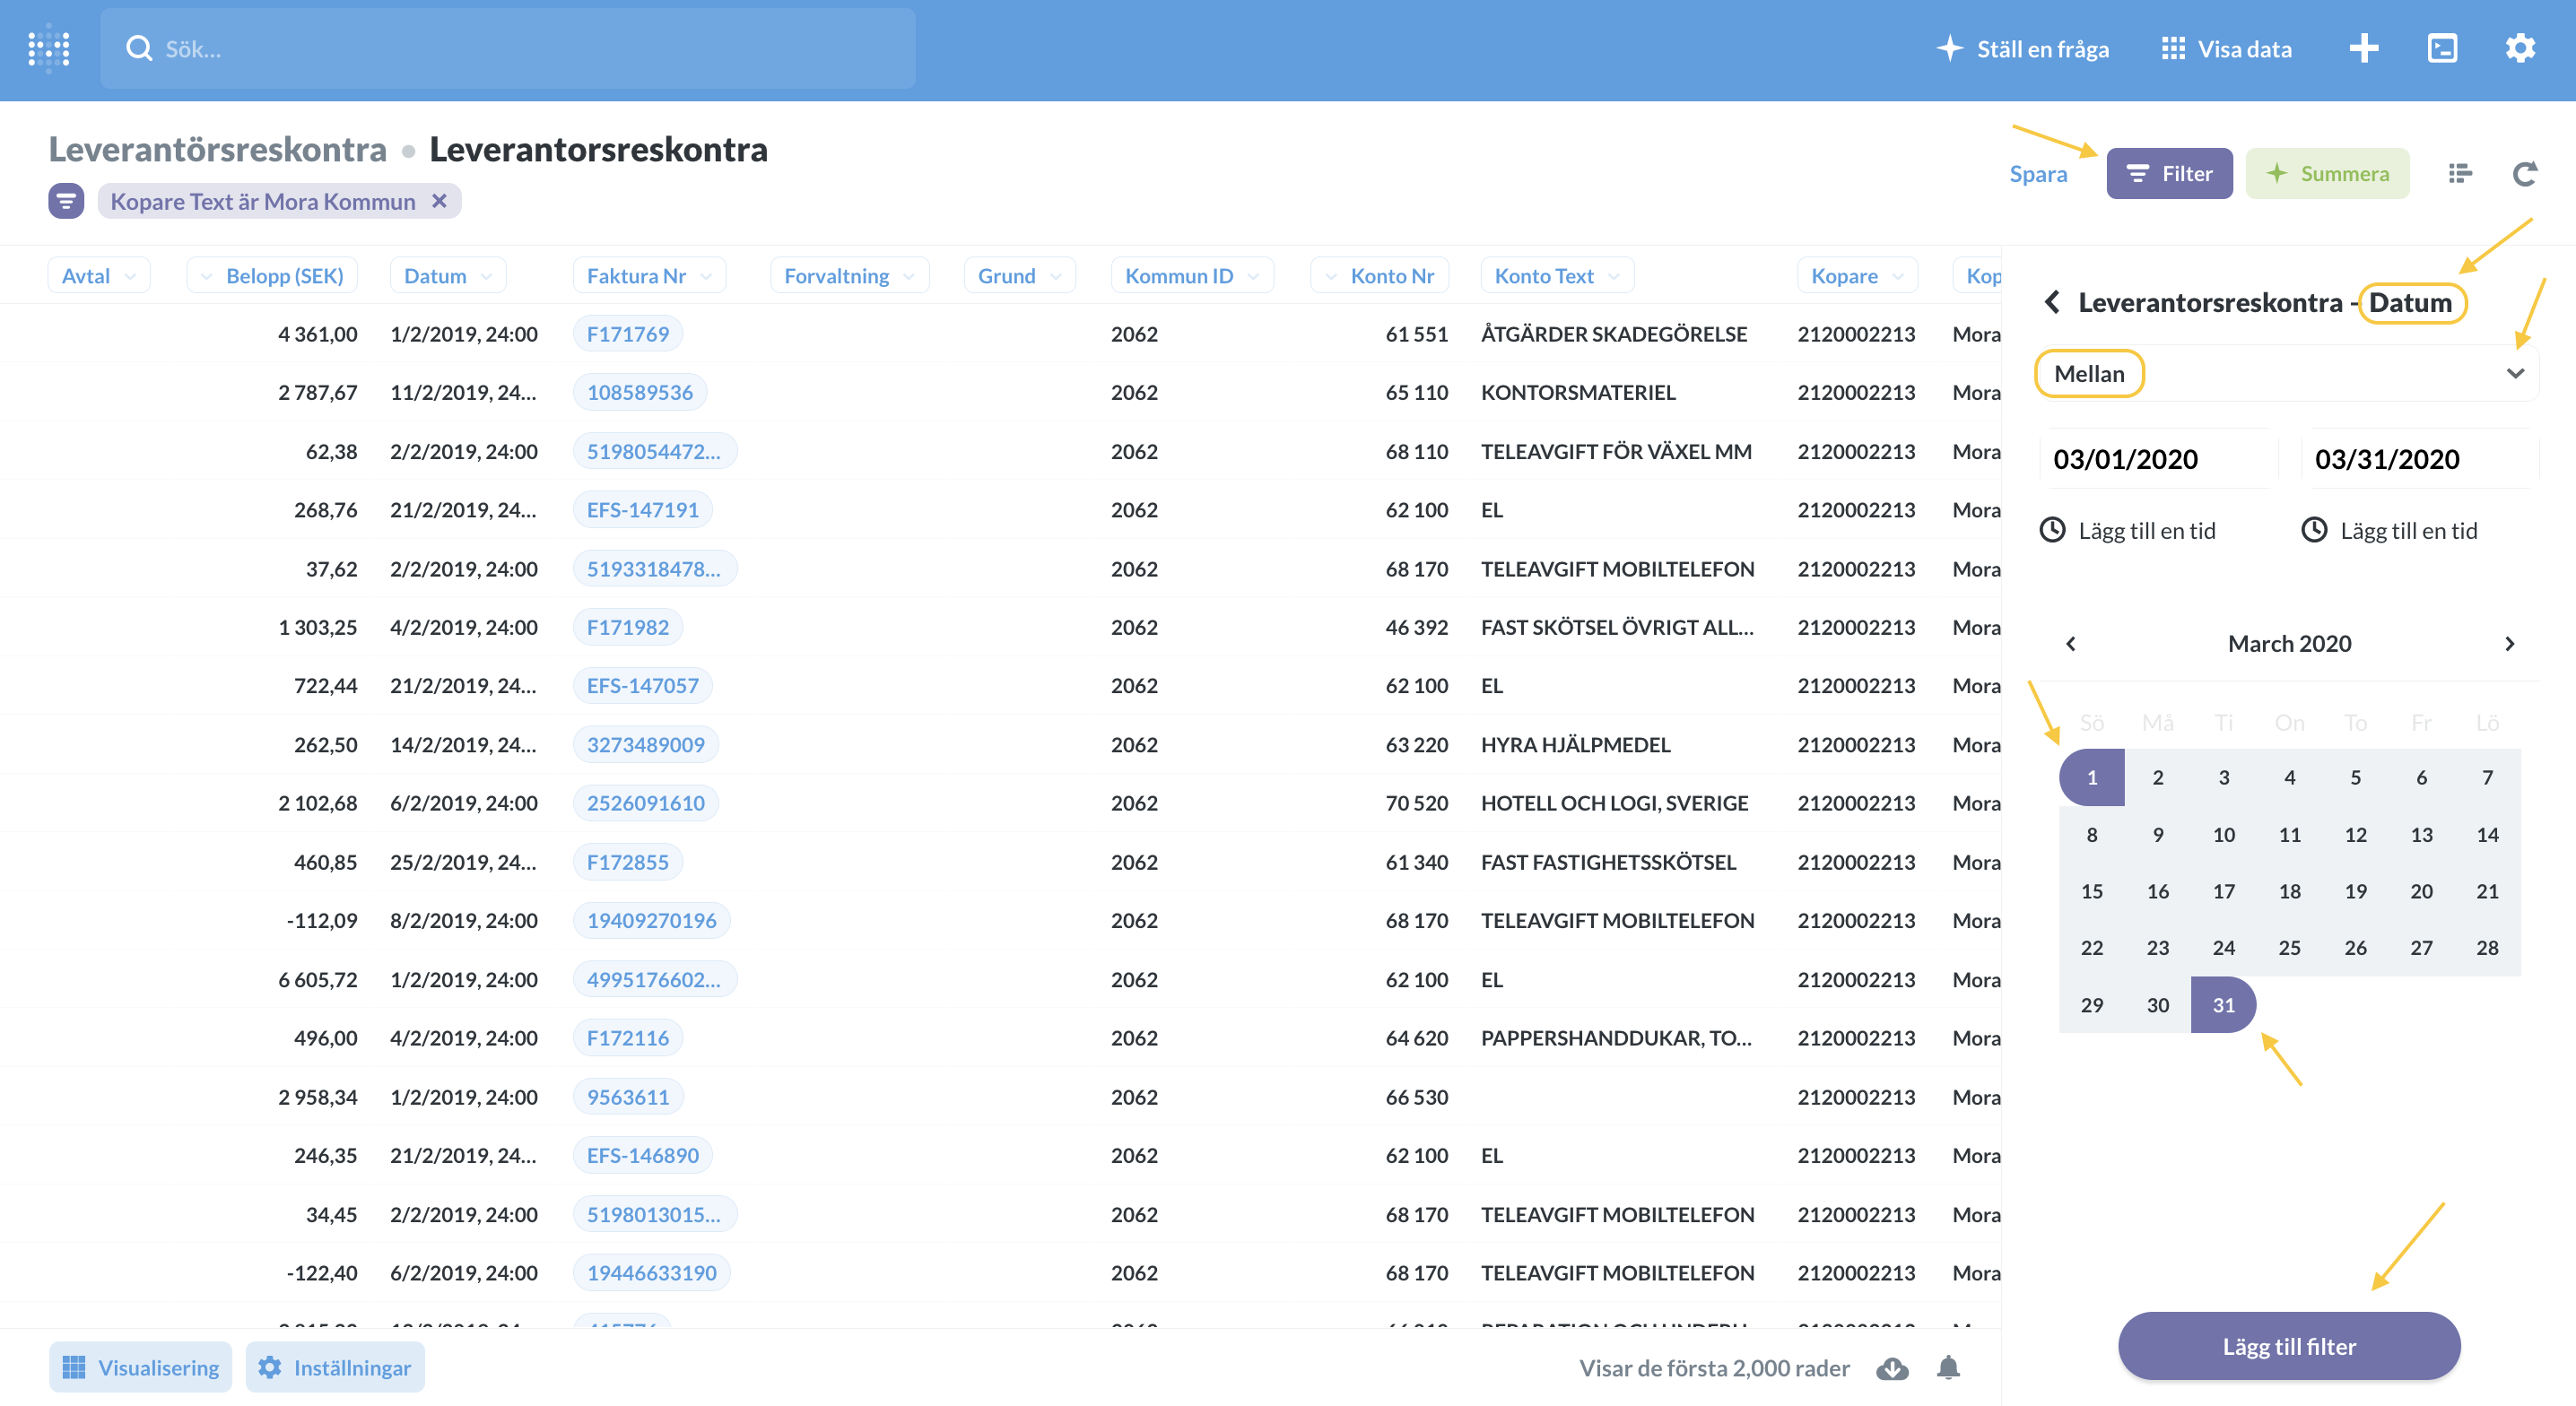 Sök...
Ställ en fråga
Visa data
Leverantörsreskontra • Leverantorsreskontra
Kopare Text är Mora Kommun ×
Spara
Filter
Summera
Avtal Belopp (SEK) Datum Faktura Nr Forvaltning Grund Kommun ID Konto Nr Konto Text Kopare Kop
4 361,00 1/2/2019, 24:00 F171769 2062 61 551 ÅTGÄRDER SKADEGÖRELSE 2120002213 Mora
2 787,67 11/2/2019, 24... 108589536 2062 65 110 KONTORSMATERIEL 2120002213 Mora
62,38 2/2/2019, 24:00 5198054472... 2062 68 110 TELEAVGIFT FÖR VÄXEL MM 2120002213 Mora
268,76 21/2/2019, 24... EFS-147191 2062 62 100 EL 2120002213 Mora
37,62 2/2/2019, 24:00 5193318478... 2062 68 170 TELEAVGIFT MOBILTELEFON 2120002213 Mora
1 303,25 4/2/2019, 24:00 F171982 2062 46 392 FAST SKÖTSEL ÖVRIGT ALL... 2120002213 Mora
722,44 21/2/2019, 24... EFS-147057 2062 62 100 EL 2120002213 Mora
262,50 14/2/2019, 24... 3273489009 2062 63 220 HYRA HJÄLPMEDEL 2120002213 Mora
2 102,68 6/2/2019, 24:00 2526091610 2062 70 520 HOTELL OCH LOGI, SVERIGE 2120002213 Mora
460,85 25/2/2019, 24... F172855 2062 61 340 FAST FASTIGHETSSKÖTSEL 2120002213 Mora
-112,09 8/2/2019, 24:00 19409270196 2062 68 170 TELEAVGIFT MOBILTELEFON 2120002213 Mora
6 605,72 1/2/2019, 24:00 4995176602... 2062 62 100 EL 2120002213 Mora
496,00 4/2/2019, 24:00 F172116 2062 64 620 PAPPERSHANDDUKAR, TO... 2120002213 Mora
2 958,34 1/2/2019, 24:00 9563611 2062 66 530 2120002213 Mora
246,35 21/2/2019, 24... EFS-146890 2062 62 100 EL 2120002213 Mora
34,45 2/2/2019, 24:00 5198013015... 2062 68 170 TELEAVGIFT MOBILTELEFON 2120002213 Mora
-122,40 6/2/2019, 24:00 19446633190 2062 68 170 TELEAVGIFT MOBILTELEFON 2120002213 Mora
Visualisering
Inställningar
Visar de första 2,000 rader
Leverantorsreskontra - Datum
Mellan
03/01/2020 03/31/2020
Lägg till en tid Lägg till en tid
March 2020
Sö Må Ti On To Fr Lö
1 2 3 4 5 6 7
8 9 10 11 12 13 14
15 16 17 18 19 20 21
22 23 24 25 26 27 28
29 30 31
Lägg till filter